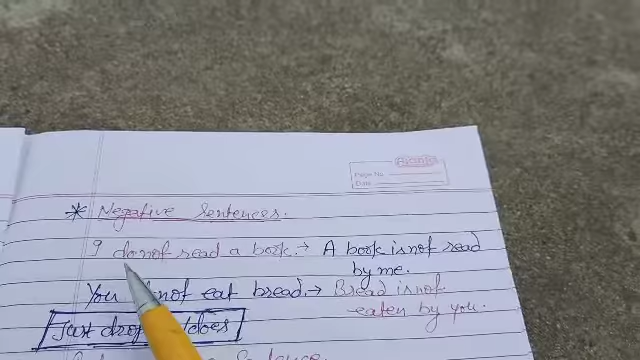 Page No
Date
* Negative Sentences.
I do not read a book. → A book is not read
by me.
You not eat bread. → Bread is not
eaten by you.
Just drop does
Sentence.